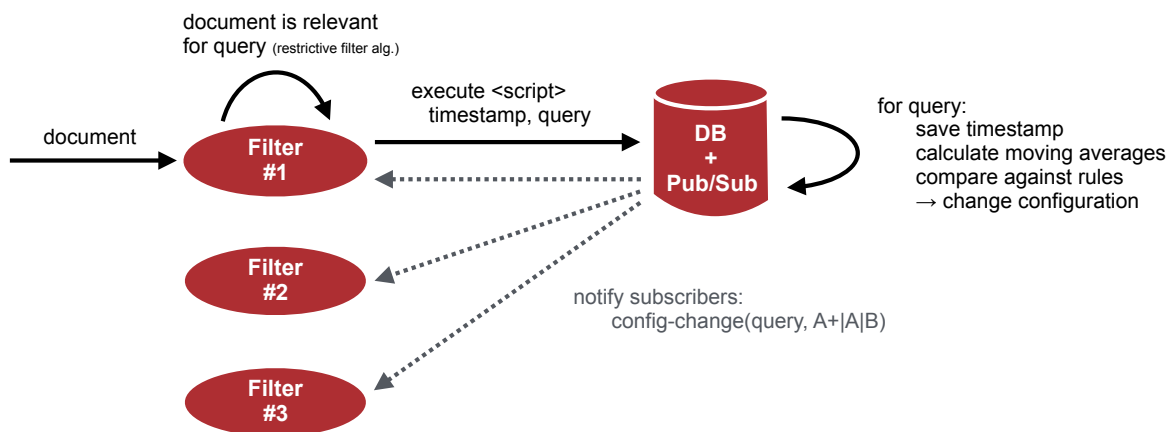 document is relevant
for query (restrictive filter alg.)
document
Filter
#1
execute <script>
timestamp, query
DB
+
Pub/Sub
for query:
save timestamp
calculate moving averages
compare against rules
→ change configuration
Filter
#2
notify subscribers:
config-change(query, A+|A|B)
Filter
#3